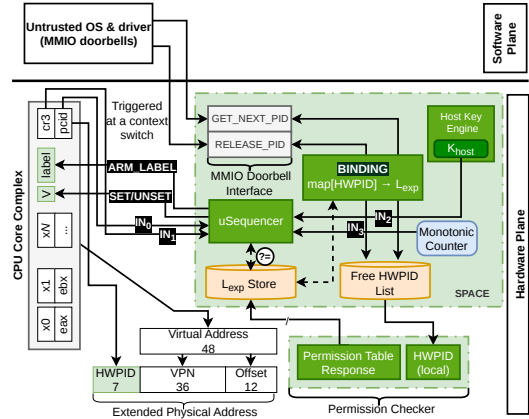 Untrusted OS & driver
(MMIO doorbells)
Software
Plane
CPU Core Complex
cr3
pcid
label
V
xN
...
x1
ebx
x0
eax
Triggered
at a context
switch
ARM_LABEL
SET/UNSET
IN0
IN1
GET_NEXT_PID
RELEASE_PID
MMIO Doorbell
Interface
uSequencer
BINDING
map[HWPID] → Lexp
Host Key
Engine
Khost
IN2
IN3
Monotonic
Counter
?=
Lexp Store
Free HWPID
List
SPACE
Hardware Plane
Virtual Address
48
HWPID
7
VPN
36
Offset
12
Extended Physical Address
/
Permission Table
Response
HWPID
(local)
Permission Checker